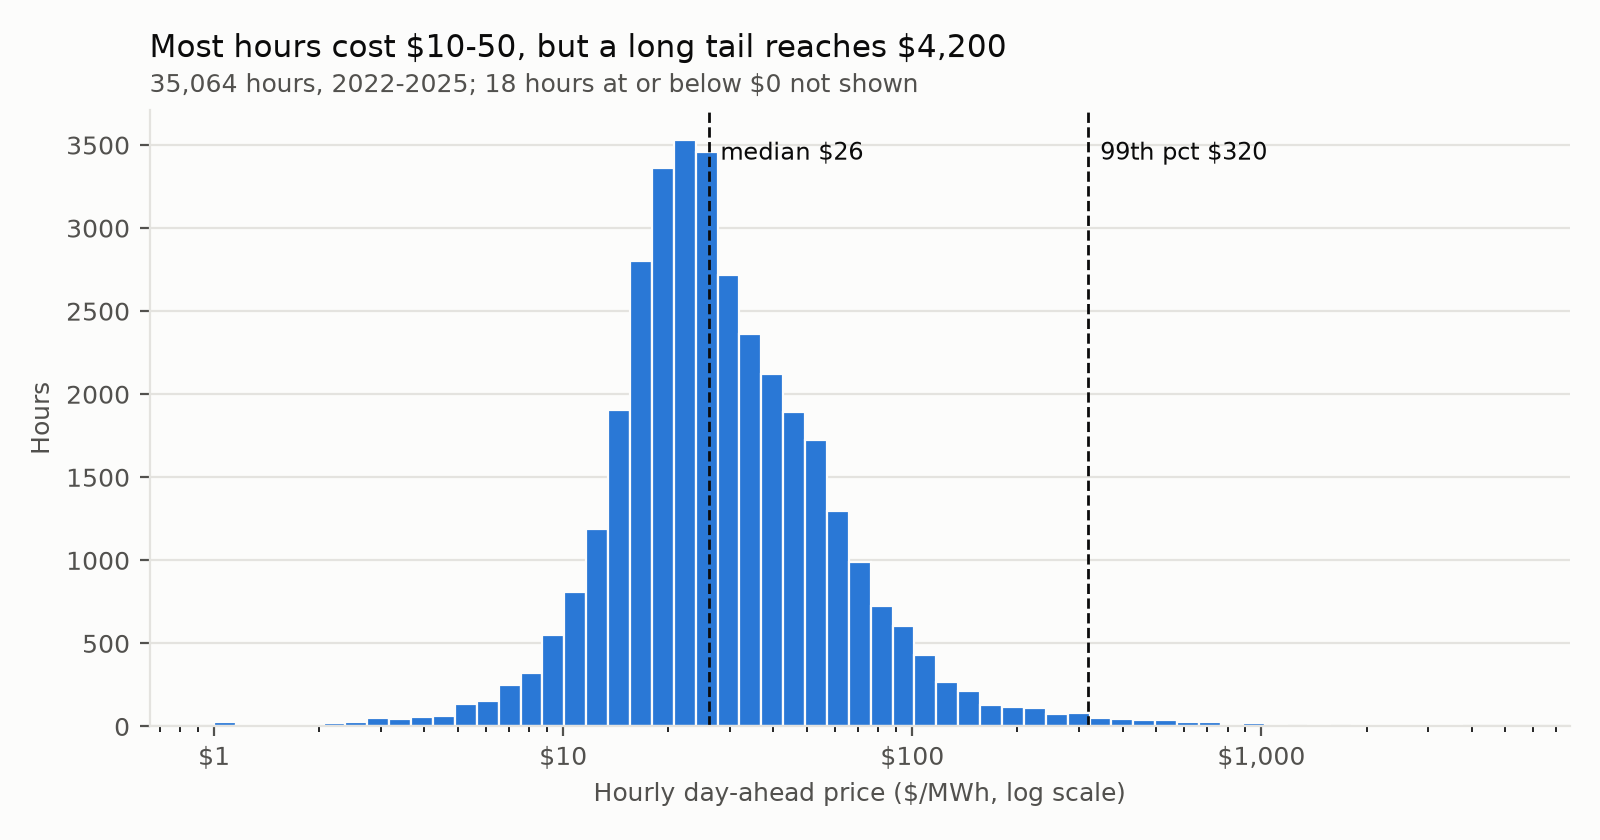 Most hours cost $10-50, but a long tail reaches $4,200
35,064 hours, 2022-2025; 18 hours at or below $0 not shown
median $26
99th pct $320
Hours
3500
3000
2500
2000
1500
1000
500
0
$1
$10
$100
$1,000
Hourly day-ahead price ($/MWh, log scale)